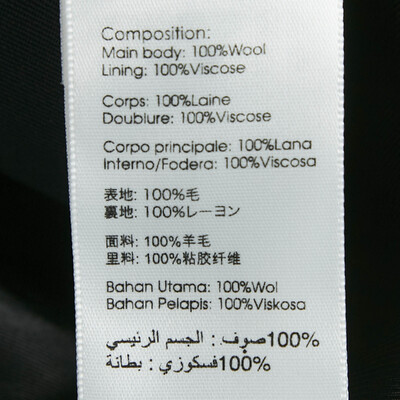 Composition:
Main body: 100%Wool
Lining: 100%Viscose
Corps: 100%Laine
Doublure: 100%Viscose
Corpo principale: 100%Lana
Interno/Fodera: 100%Viscosa
表地: 100%毛
裏地: 100%レーヨン
面料: 100%羊毛
里料: 100%粘胶纤维
Bahan Utama: 100%Wol
Bahan Pelapis: 100%Viskosa
100%صوف : الجسم الرئيسي
100%فسكوزي : بطانة